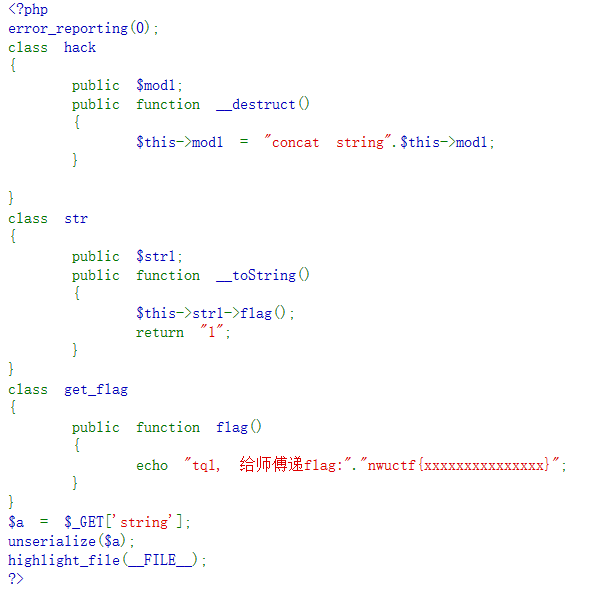 <?php
error_reporting(0);
class hack
{
public $mod1;
public function __destruct()
{
$this->mod1 = "concat string".$this->mod1;
}
}
class str
{
public $str1;
public function __toString()
{
$this->str1->flag();
return "1";
}
}
class get_flag
{
public function flag()
{
echo "tql, 给师傅递flag:"."nwuctf{xxxxxxxxxxxxxxx}";
}
}
$a = $_GET['string'];
unserialize($a);
highlight_file(__FILE__);
?>